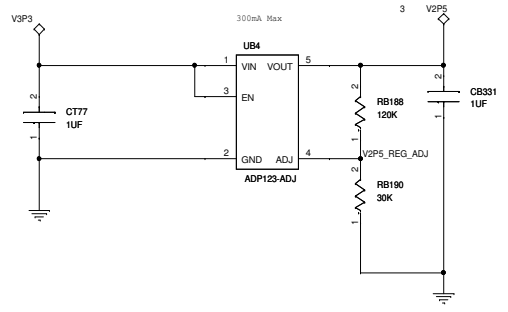 300mA Max
3 V2P5
V3P3
UB4
1 VIN VOUT 5
3 EN
2 GND ADJ 4
ADP123-ADJ
2
CT77
1UF
1
2
RB188
120K
1
V2P5_REG_ADJ
2
RB190
30K
1
2
CB331
1UF
1